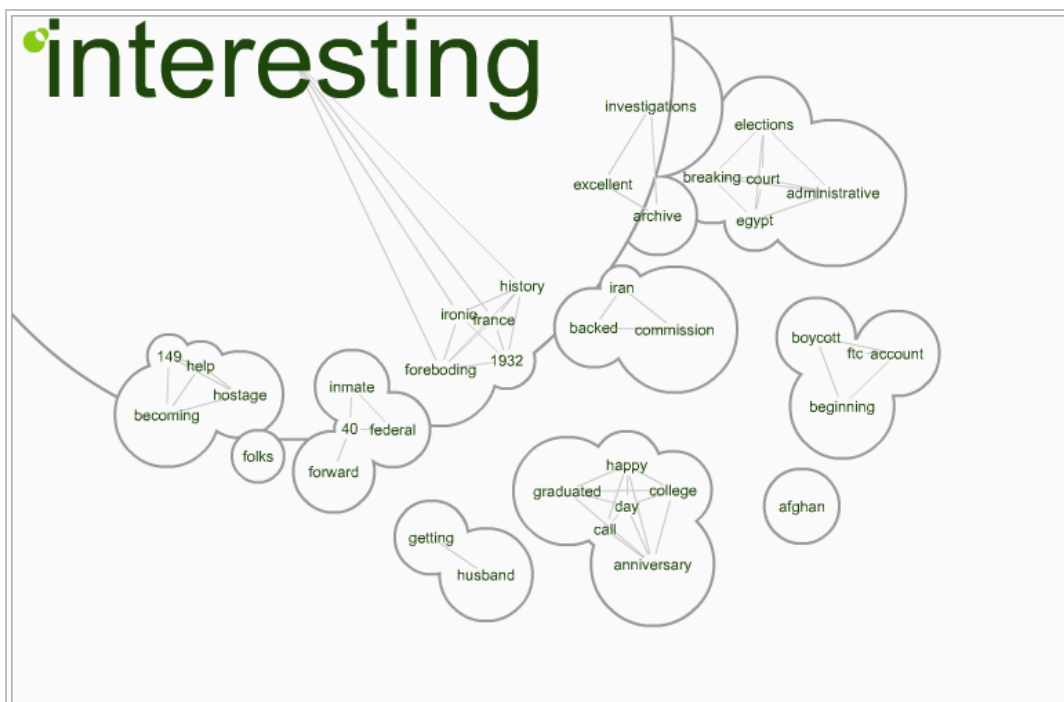 interesting
investigations
elections
excellent
breaking
court
administrative
archive
egypt
history
iran
ironic
france
backed
commission
foreboding
1932
boycott
ftc
account
149
help
hostage
becoming
inmate
beginning
40
federal
folks
forward
happy
graduated
college
day
afghan
getting
call
husband
anniversary